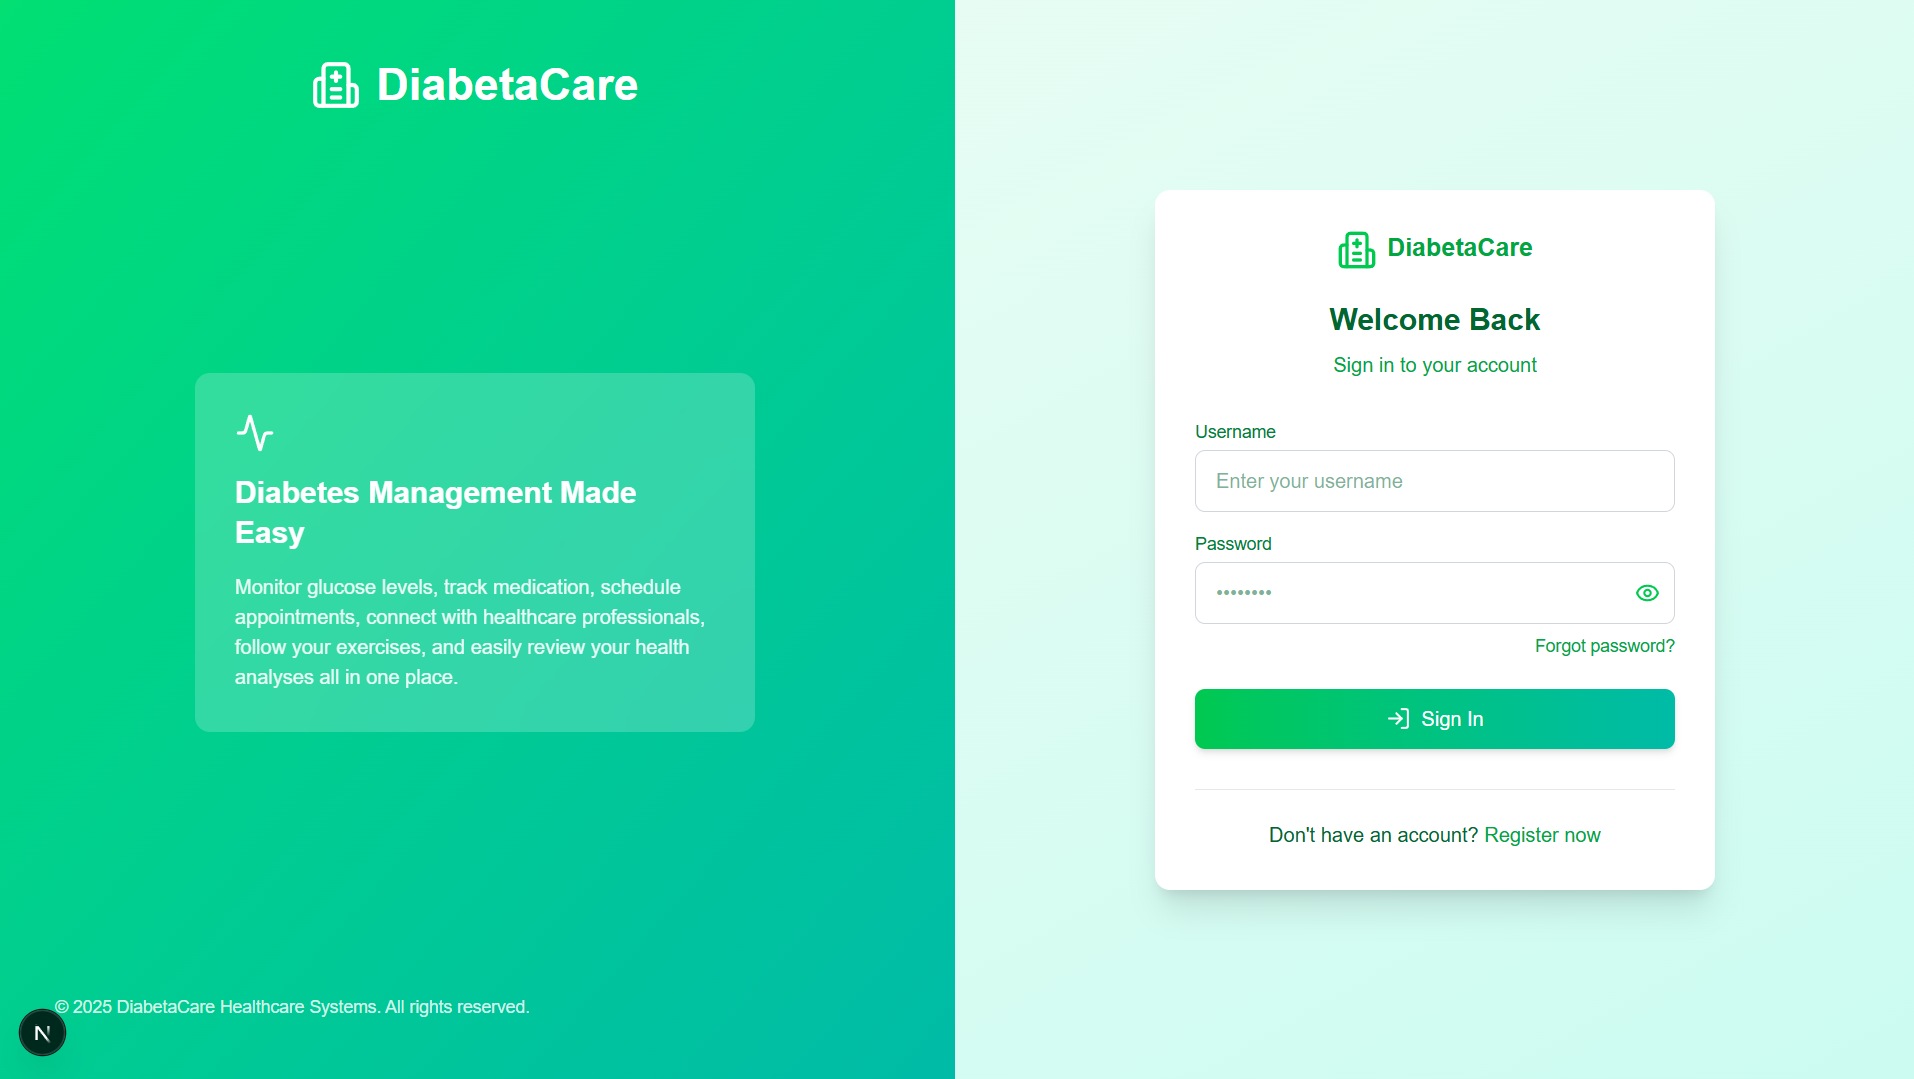 DiabetaCare
Diabetes Management Made
Easy
Monitor glucose levels, track medication, schedule
appointments, connect with healthcare professionals,
follow your exercises, and easily review your health
analyses all in one place.
© 2025 DiabetaCare Healthcare Systems. All rights reserved.
N
DiabetaCare
Welcome Back
Sign in to your account
Username
Enter your username
Password
••••••••
Forgot password?
Sign In
Don't have an account? Register now